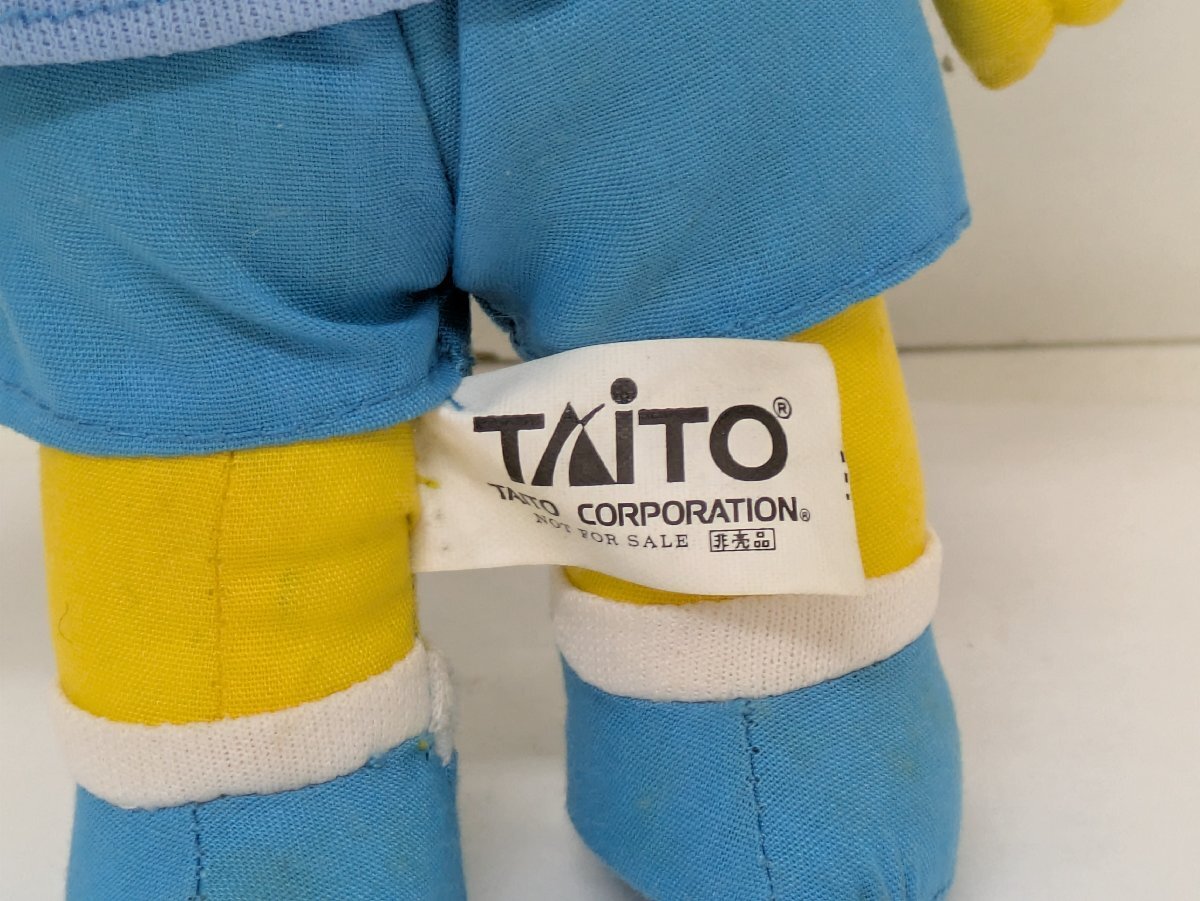 TAiTO®
TAITO CORPORATION®
NOT FOR SALE 非売品